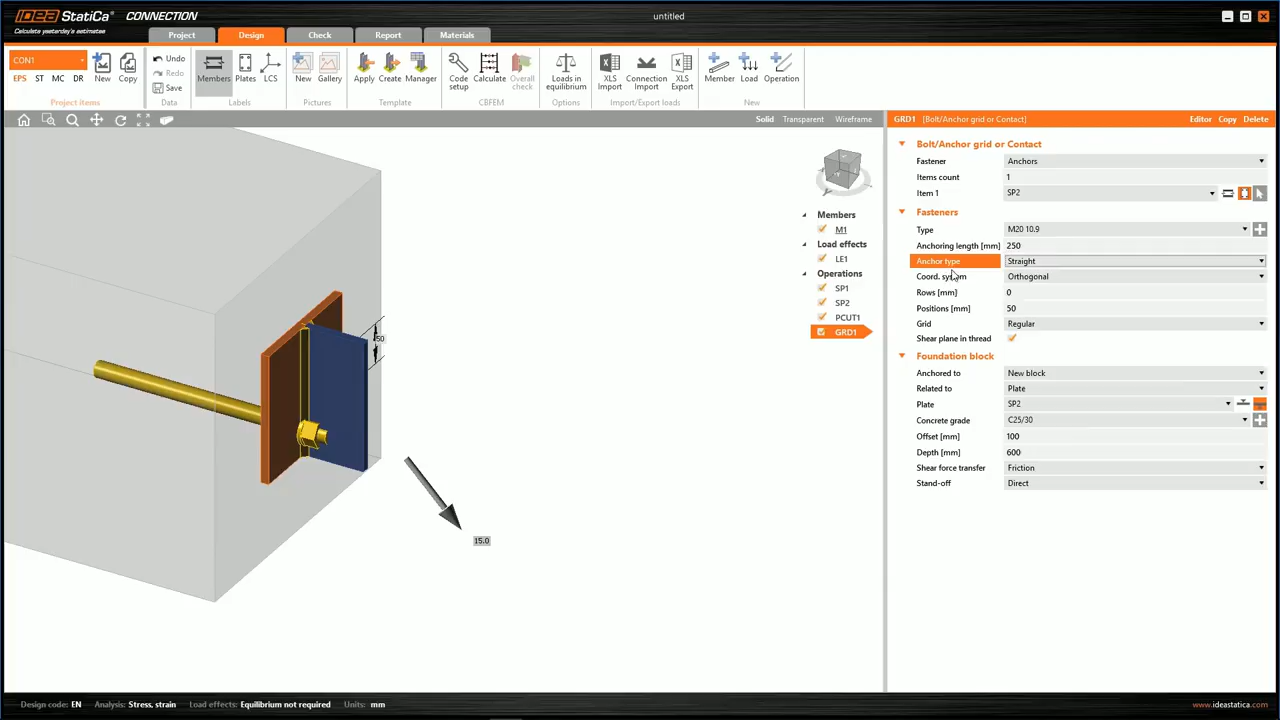 IDEA StatiCa® CONNECTION
Calculate yesterday's estimates
untitled
Project Design Check Report Materials
CON1
EPS ST MC DR
New Copy
Undo
Redo
Save
Members Plates LCS
New Gallery
Apply Create Manager
Code setup
Calculate
Overall check
Loads in equilibrium
XLS Import
Connection Import
XLS Export
Member Load Operation
Project items Data Labels Pictures Template CBFEM Options Import/Export loads New
Solid Transparent Wireframe
GRD1 [Bolt/Anchor grid or Contact] Editor Copy Delete
Bolt/Anchor grid or Contact
Fastener Anchors
Items count 1
Item 1 SP2
Fasteners
Type M20 10.9
Anchoring length [mm] 250
Anchor type Straight
Coord. system Orthogonal
Rows [mm] 0
Positions [mm] 50
Grid Regular
Shear plane in thread
Foundation block
Anchored to New block
Related to Plate
Plate SP2
Concrete grade C25/30
Offset [mm] 100
Depth [mm] 600
Shear force transfer Friction
Stand-off Direct
Members
M1
Load effects
LE1
Operations
SP1
SP2
PCUT1
GRD1
50
15.0
Design code: EN Analysis: Stress, strain Load effects: Equilibrium not required Units: mm
www.ideastatica.com